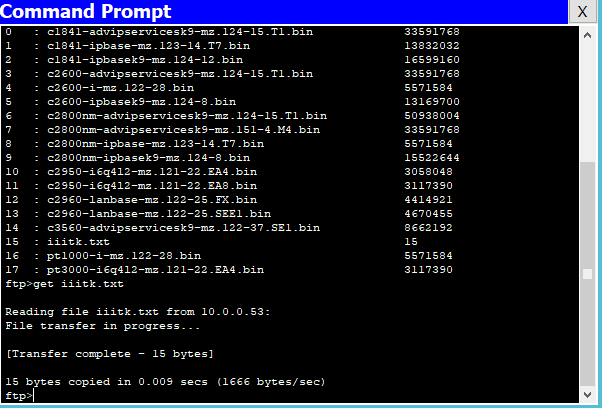 Command Prompt
X
0 : c1841-advipservicesk9-mz.124-15.T1.bin 33591768
1 : c1841-ipbase-mz.123-14.T7.bin 13832032
2 : c1841-ipbasek9-mz.124-12.bin 16599160
3 : c2600-advipservicesk9-mz.124-15.T1.bin 33591768
4 : c2600-i-mz.122-28.bin 5571584
5 : c2600-ipbasek9-mz.124-8.bin 13169700
6 : c2800nm-advipservicesk9-mz.124-15.T1.bin 50938004
7 : c2800nm-advipservicesk9-mz.151-4.M4.bin 33591768
8 : c2800nm-ipbase-mz.123-14.T7.bin 5571584
9 : c2800nm-ipbasek9-mz.124-8.bin 15522644
10 : c2950-i6q4l2-mz.121-22.EA4.bin 3058048
11 : c2950-i6q4l2-mz.121-22.EA8.bin 3117390
12 : c2960-lanbase-mz.122-25.FX.bin 4414921
13 : c2960-lanbase-mz.122-25.SEE1.bin 4670455
14 : c3560-advipservicesk9-mz.122-37.SE1.bin 8662192
15 : iiitk.txt 15
16 : pt1000-i-mz.122-28.bin 5571584
17 : pt3000-i6q4l2-mz.121-22.EA4.bin 3117390
ftp>get iiitk.txt
Reading file iiitk.txt from 10.0.0.53:
File transfer in progress...
[Transfer complete - 15 bytes]
15 bytes copied in 0.009 secs (1666 bytes/sec)
ftp>